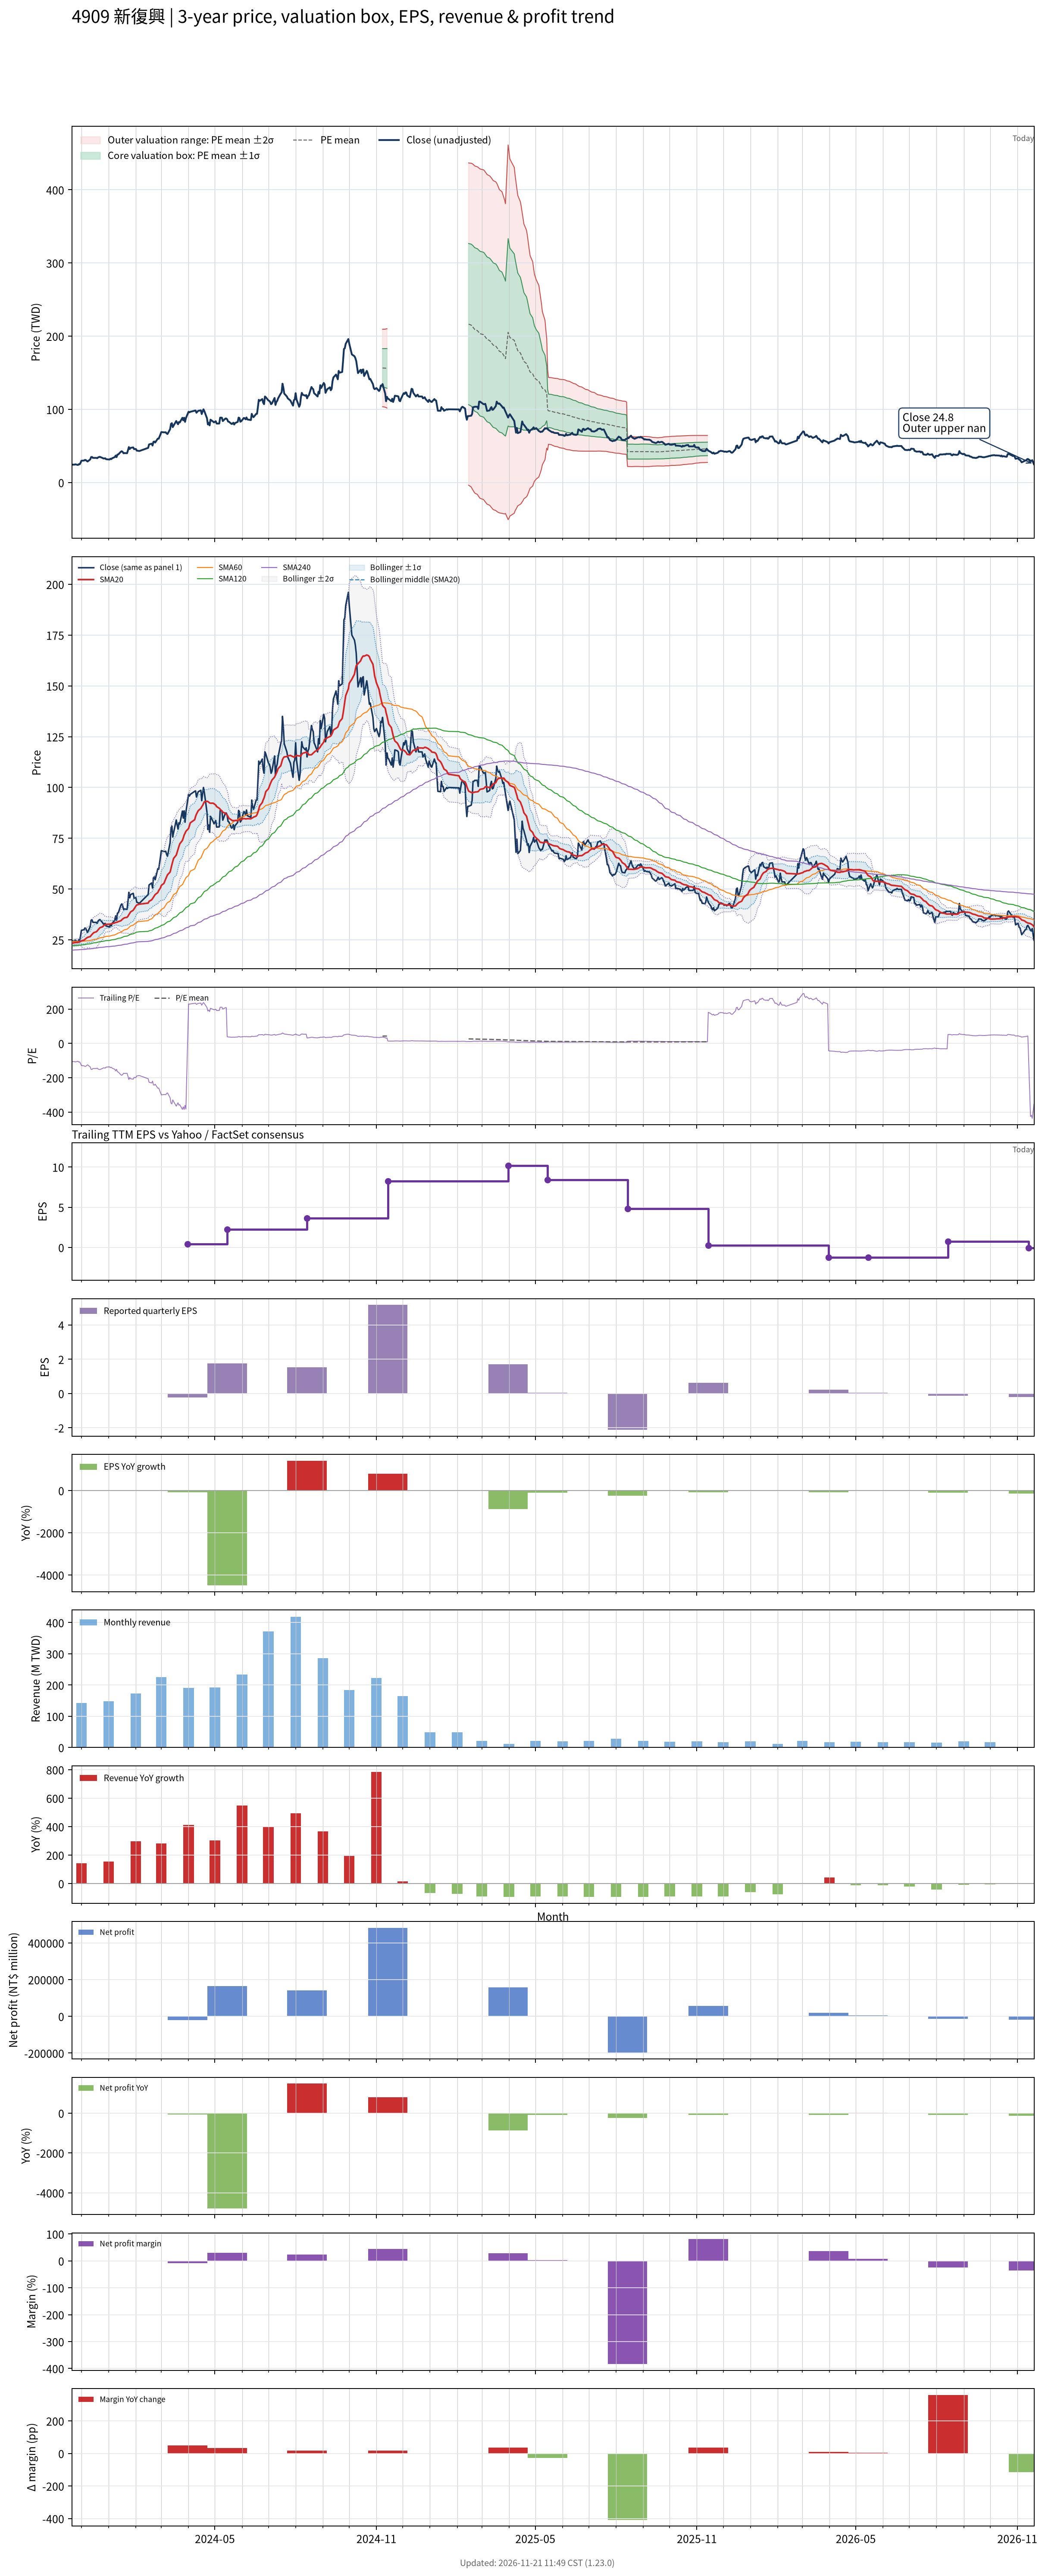 4909 新復興 | 3-year price, valuation box, EPS, revenue & profit trend
Outer valuation range: PE mean ±2σ
Core valuation box: PE mean ±1σ
PE mean
Close (unadjusted)
Today
400
300
200
100
0
Price (TWD)
Close 24.8
Outer upper nan
Close (same as panel 1)
SMA20
SMA60
SMA120
SMA240
Bollinger ±2σ
Bollinger ±1σ
Bollinger middle (SMA20)
200
175
150
125
100
75
50
25
Price
Trailing P/E
P/E mean
200
0
-200
-400
P/E
Trailing TTM EPS vs Yahoo / FactSet consensus
Today
10
5
0
EPS
Reported quarterly EPS
4
2
0
-2
EPS
EPS YoY growth
0
-2000
-4000
YoY (%)
Monthly revenue
400
300
200
100
0
Revenue (M TWD)
Revenue YoY growth
800
600
400
200
0
YoY (%)
Month
Net profit
400000
200000
0
-200000
Net profit (NT$ million)
Net profit YoY
0
-2000
-4000
YoY (%)
Net profit margin
100
0
-100
-200
-300
-400
Margin (%)
Margin YoY change
200
0
-200
-400
Δ margin (pp)
2024-05
2024-11
2025-05
2025-11
2026-05
2026-11
Updated: 2026-11-21 11:49 CST (1.23.0)